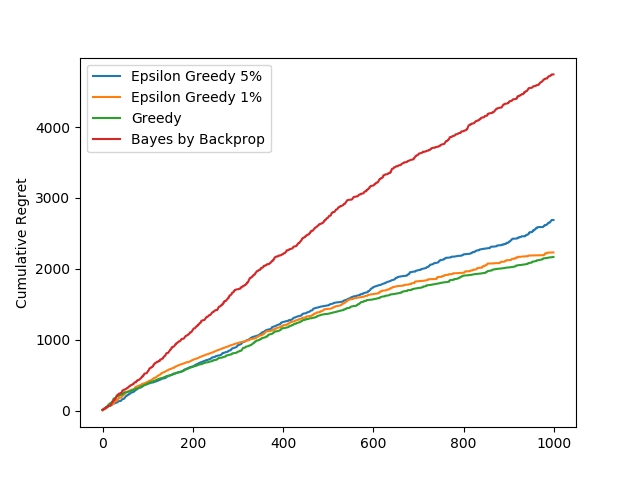 Epsilon Greedy 5%
Epsilon Greedy 1%
Greedy
Bayes by Backprop
Cumulative Regret
4000
3000
2000
1000
0
0 200 400 600 800 1000